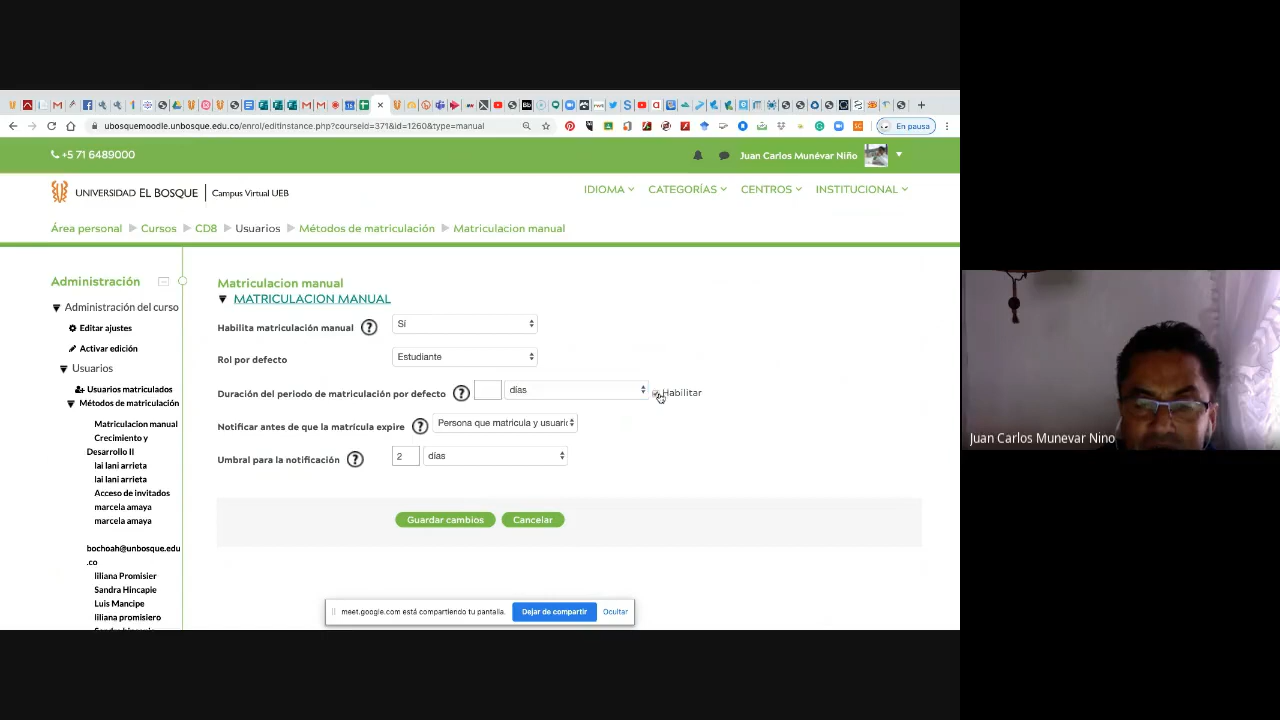 ubosquemoodle.unbosque.edu.co/enrol/editinstance.php?courseid=371&id=1260&type=manual
En pausa
+5 71 6489000
Juan Carlos Munévar Niño
UNIVERSIDAD EL BOSQUE | Campus Virtual UEB
IDIOMA CATEGORÍAS CENTROS INSTITUCIONAL
Área personal Cursos CD8 Usuarios Métodos de matriculación Matriculacion manual
Administración
Administración del curso
Editar ajustes
Activar edición
Usuarios
Usuarios matriculados
Métodos de matriculación
Matriculacion manual
Crecimiento y
Desarrollo II
lai lani arrieta
lai lani arrieta
Acceso de invitados
marcela amaya
marcela amaya
bochoah@unbosque.edu
.co
liliana Promisier
Sandra Hincapie
Luis Mancipe
liliana promisiero
Matriculacion manual
MATRICULACION MANUAL
Habilita matriculación manual ? Sí
Rol por defecto Estudiante
Duración del periodo de matriculación por defecto ? días Habilitar
Notificar antes de que la matrícula expire ? Persona que matricula y usuari
Umbral para la notificación ? 2 días
Guardar cambios Cancelar
meet.google.com está compartiendo tu pantalla. Dejar de compartir Ocultar
Juan Carlos Munevar Nino